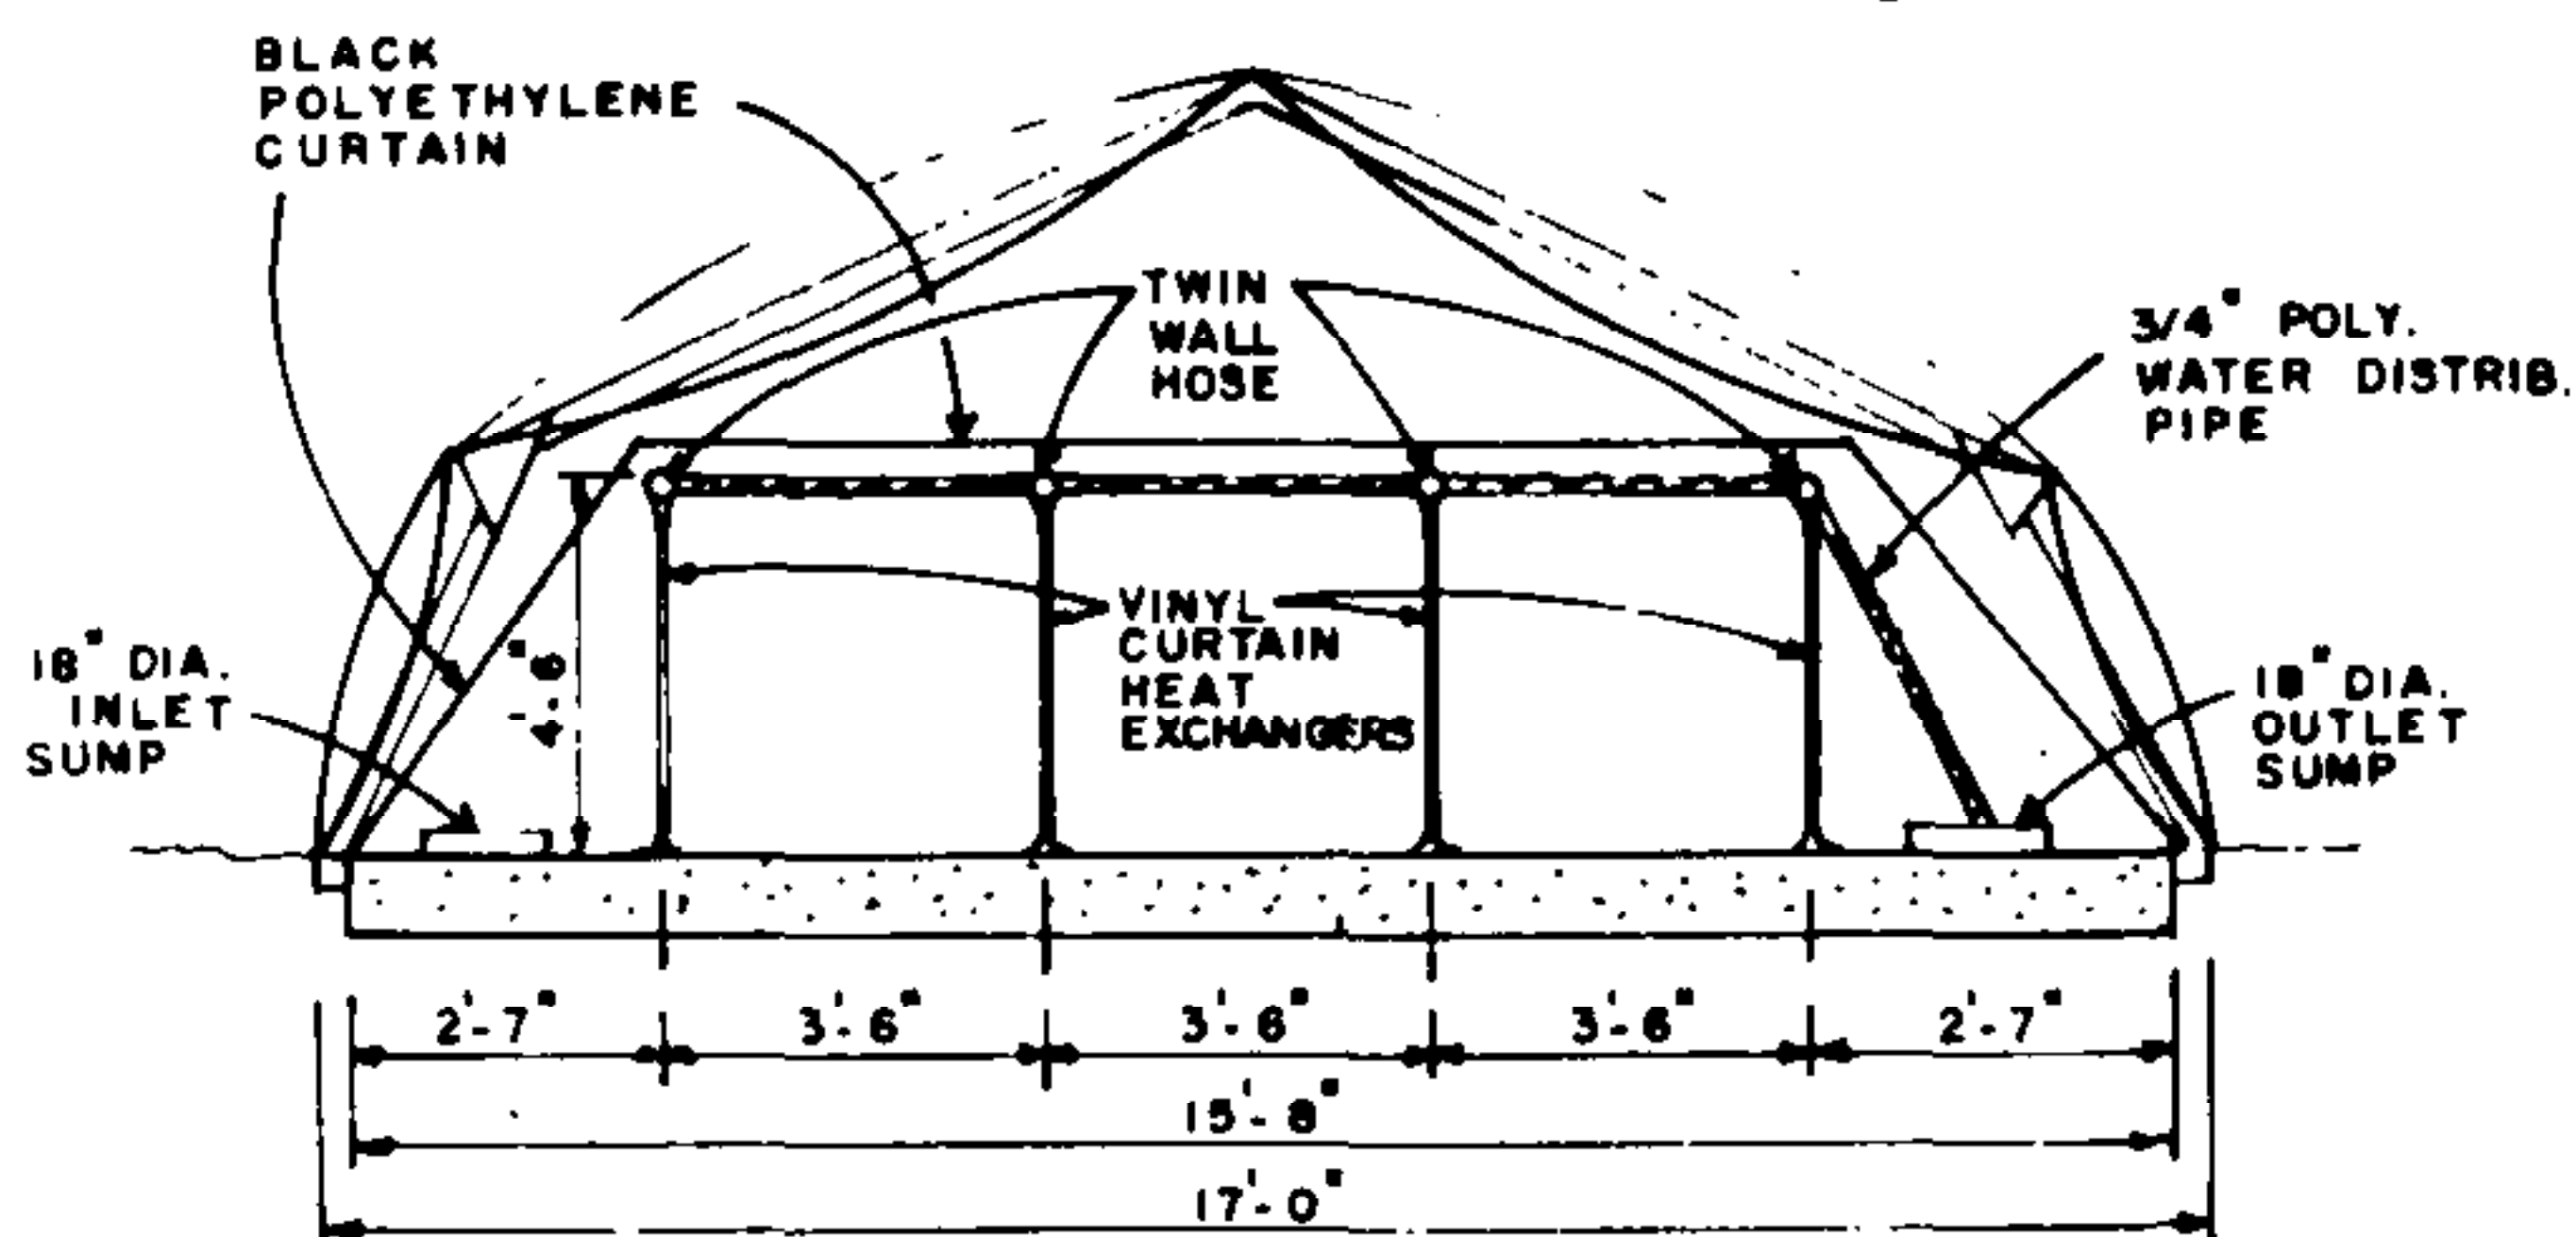 BLACK
POLYETHYLENE
CURTAIN
TWIN
WALL
HOSE
3/4" POLY.
WATER DISTRIB.
PIPE
18" DIA.
INLET
SUMP
4'-6"
VINYL
CURTAIN
HEAT
EXCHANGERS
18" DIA.
OUTLET
SUMP
2'-7" 3'-6" 3'-6" 3'-6" 2'-7"
15'-8"
17'-0"